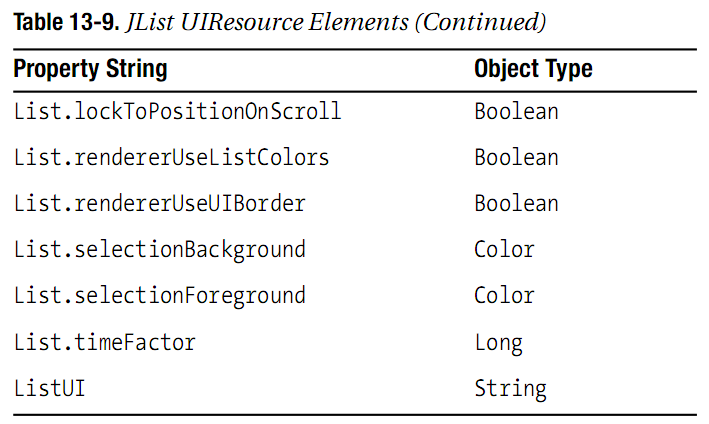 Table 13-9. JList UIResource Elements (Continued)
Property String Object Type
List.lockToPositionOnScroll Boolean
List.rendererUseListColors Boolean
List.rendererUseUIBorder Boolean
List.selectionBackground Color
List.selectionForeground Color
List.timeFactor Long
ListUI String